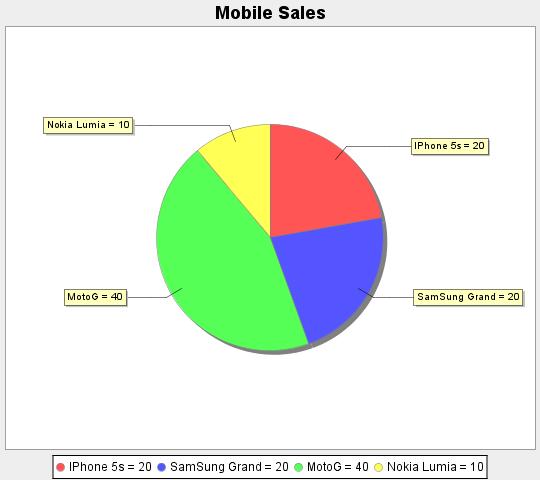 Mobile Sales
Nokia Lumia = 10
IPhone 5s = 20
MotoG = 40
SamSung Grand = 20
IPhone 5s = 20 SamSung Grand = 20 MotoG = 40 Nokia Lumia = 10